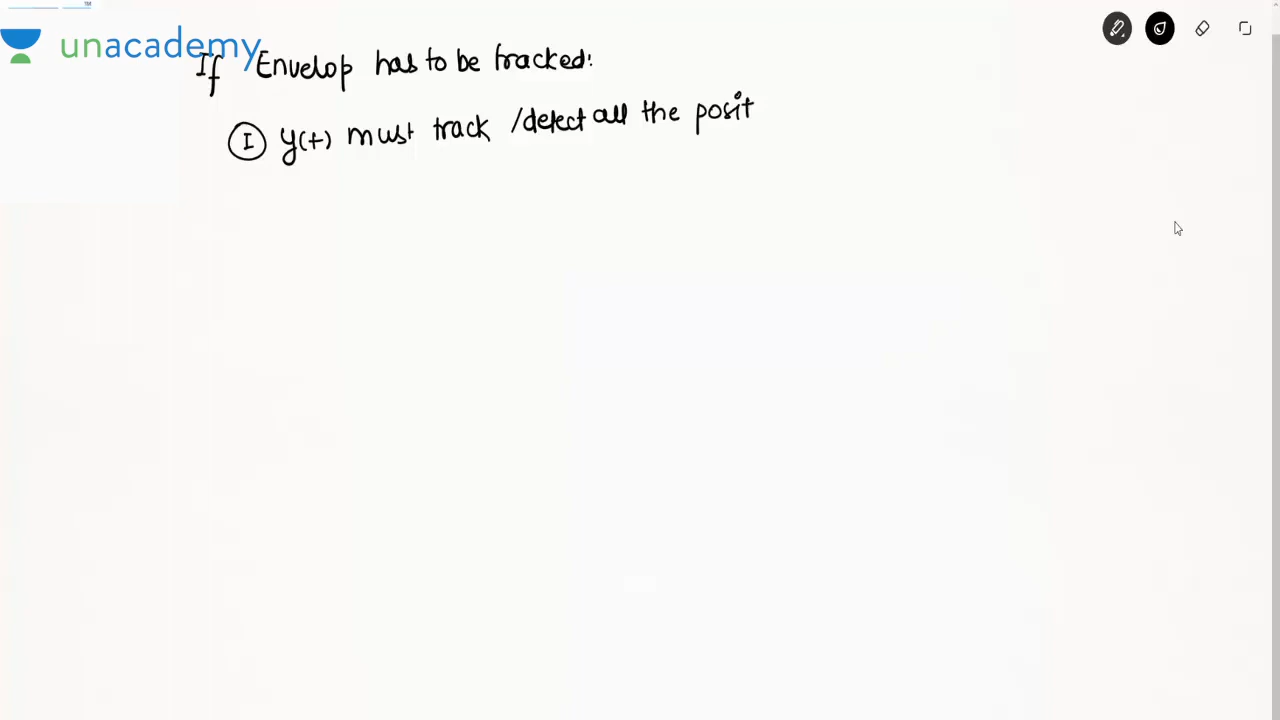 unacademy
If Envelop has to be tracked:
I y(t) must track /detect all the posit